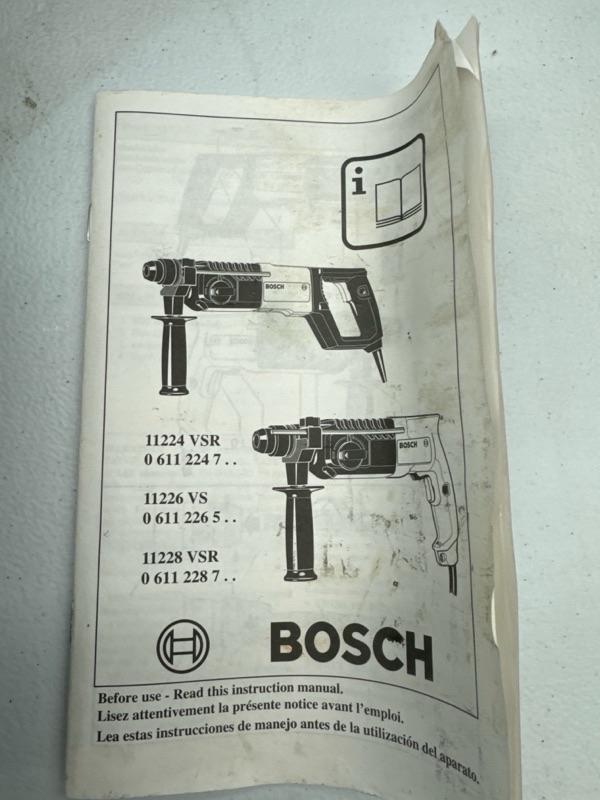 i
BOSCH
BOSCH
11224 VSR
0 611 224 7 . .
11226 VS
0 611 226 5 . .
11228 VSR
0 611 228 7 . .
BOSCH
Before use - Read this instruction manual.
Lisez attentivement la présente notice avant l'emploi.
Lea estas instrucciones de manejo antes de la utilización del aparato.